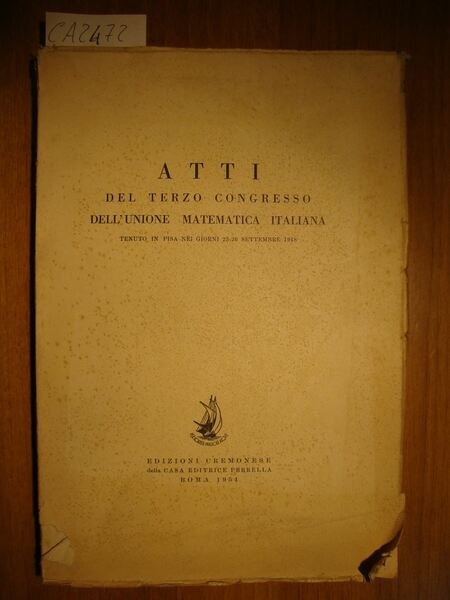 CA2472
ATTI
DEL TERZO CONGRESSO
DELL'UNIONE MATEMATICA ITALIANA
TENUTO IN PISA NEI GIORNI 23-26 SETTEMBRE 1948
EDIZIONI CREMONESE
della CASA EDITRICE PERRELLA
ROMA 1954